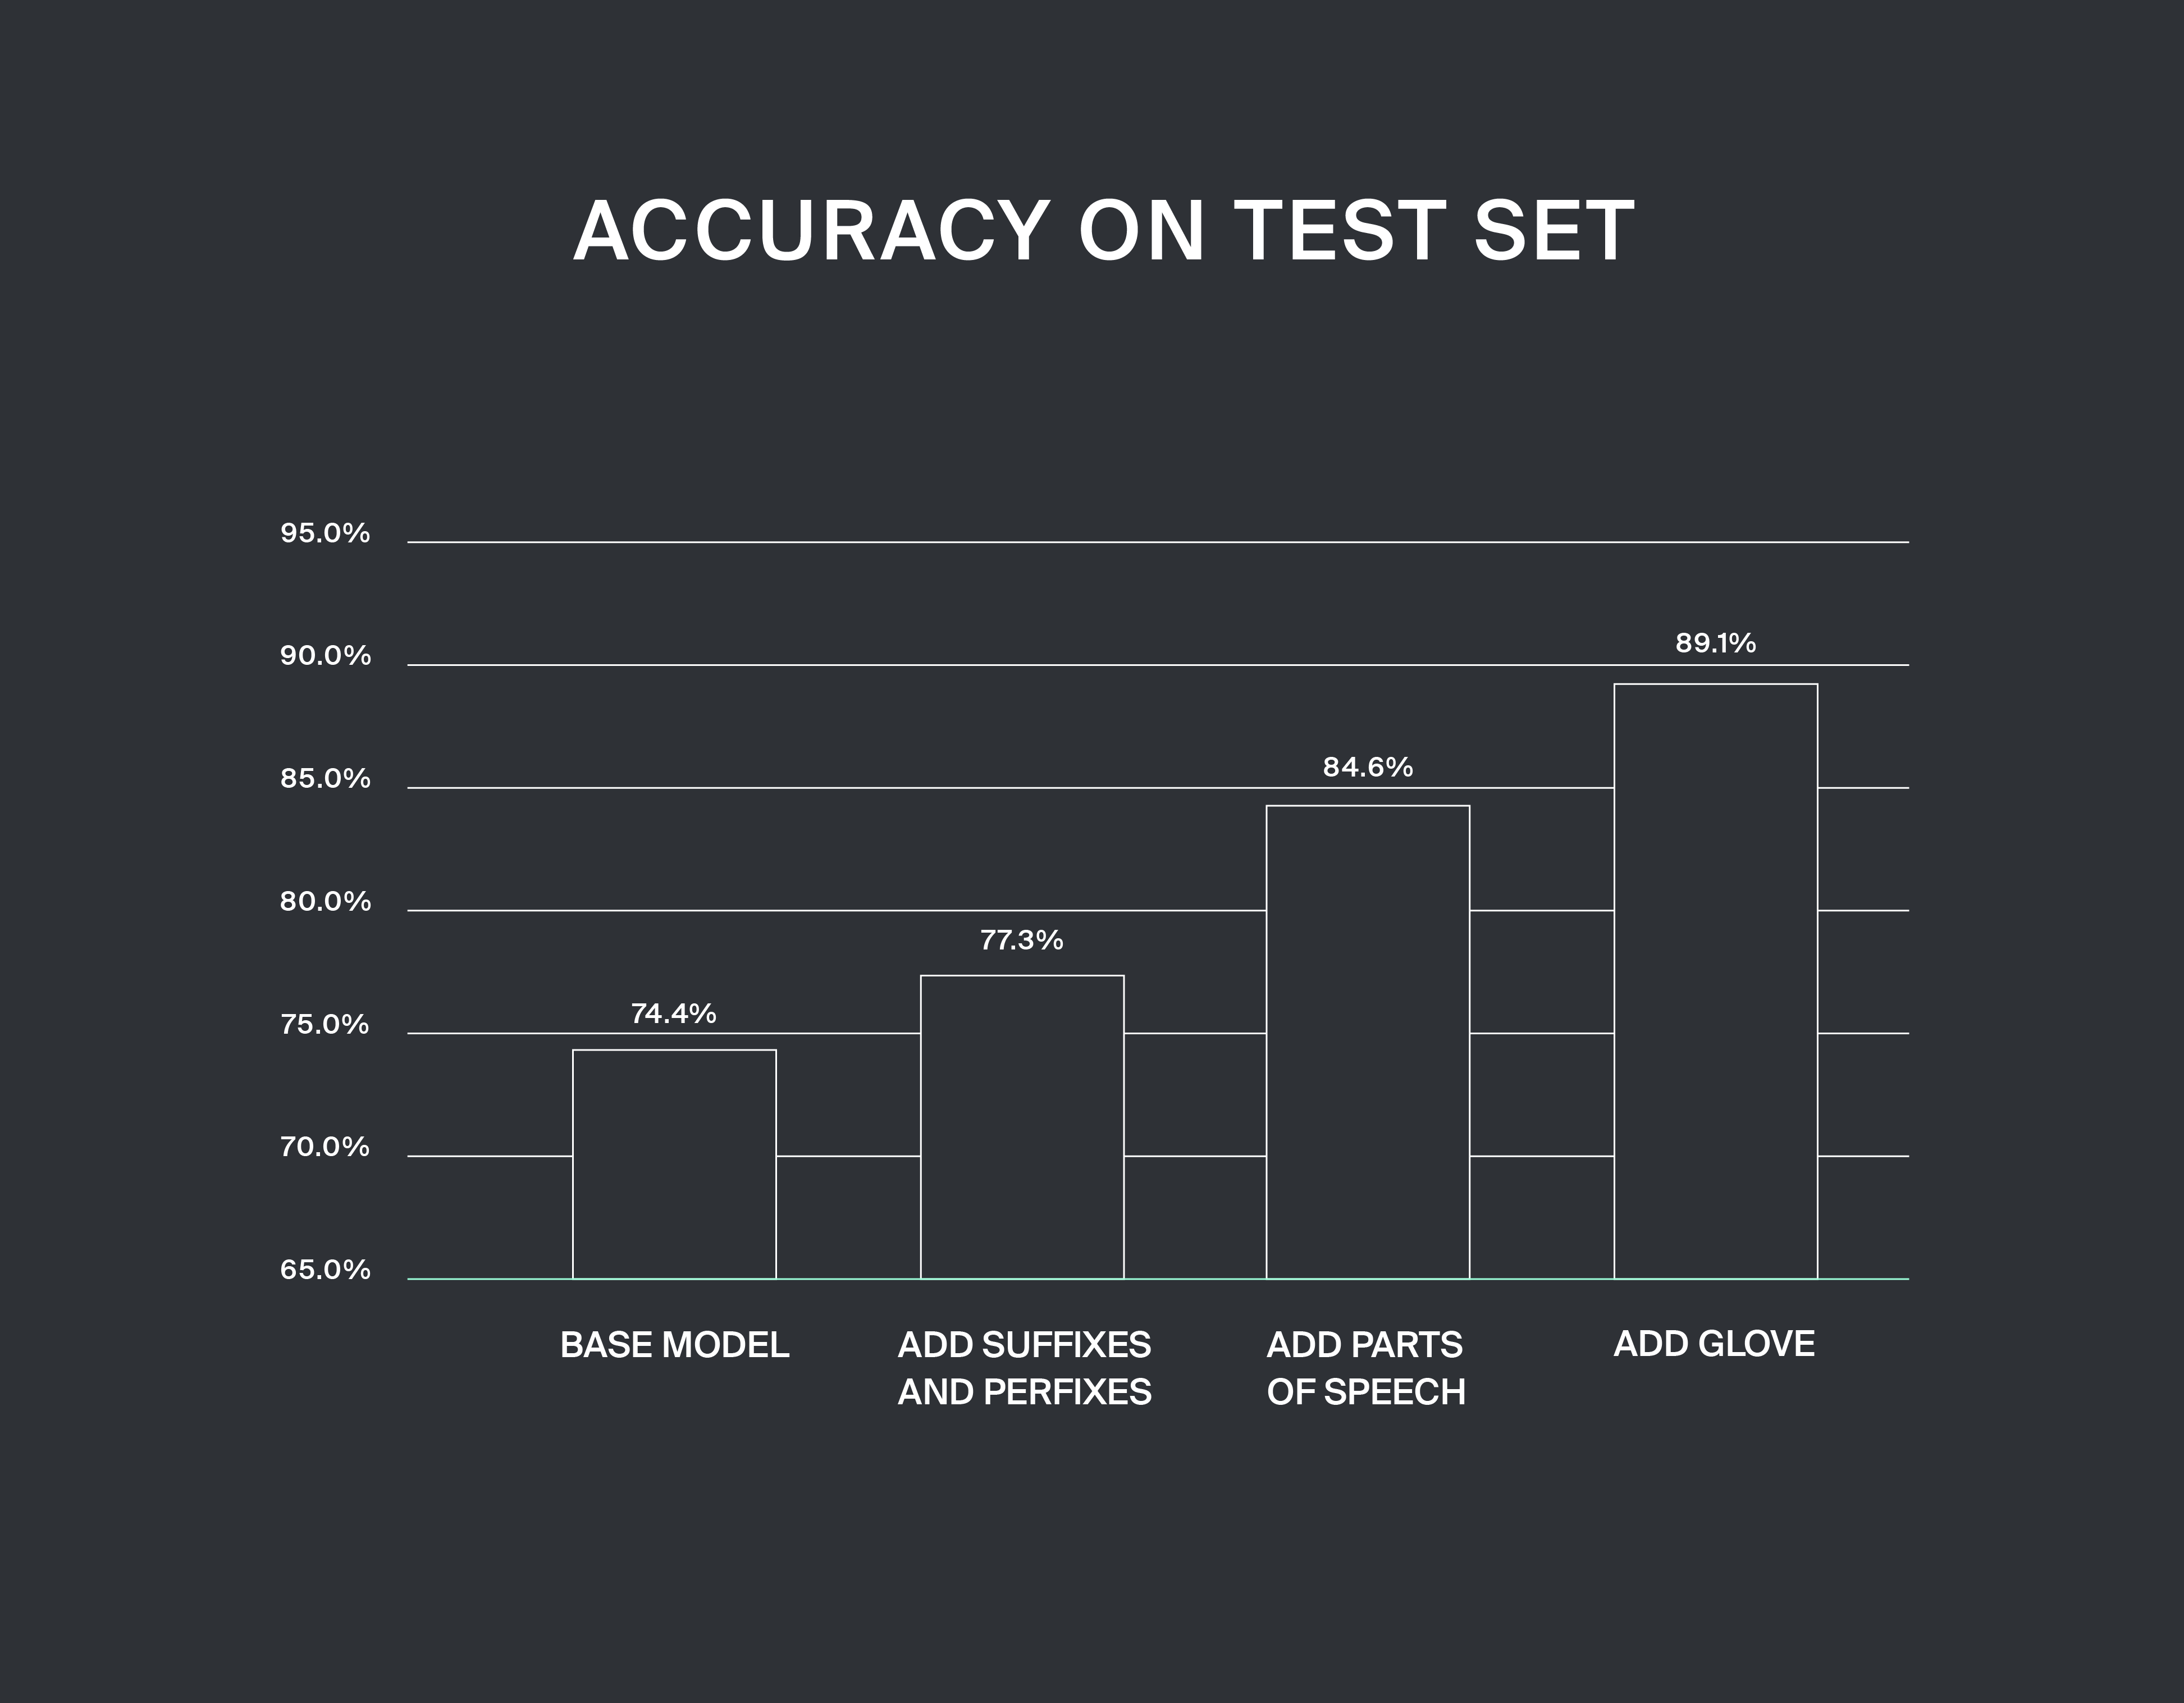 ACCURACY ON TEST SET
95.0%
90.0%
89.1%
85.0%
84.6%
80.0%
77.3%
75.0%
74.4%
70.0%
65.0%
BASE MODEL
ADD SUFFIXES
AND PERFIXES
ADD PARTS
OF SPEECH
ADD GLOVE